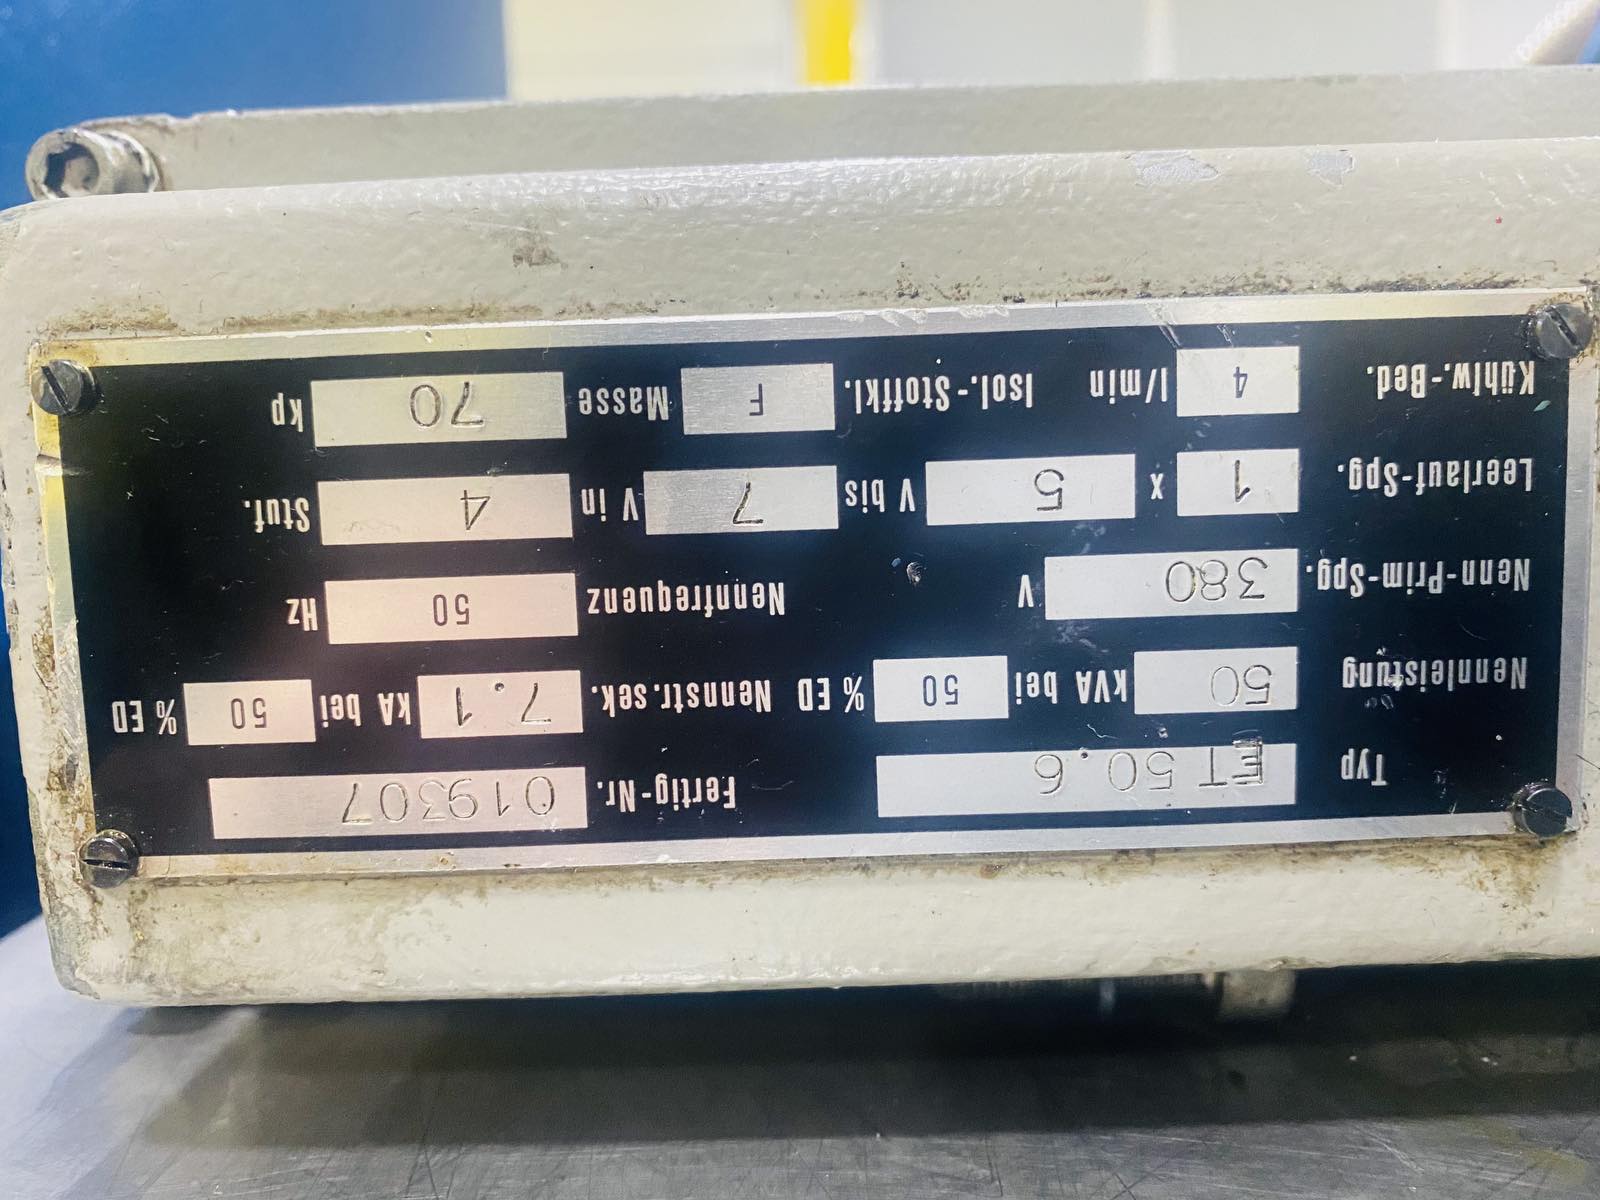 Typ ET 50.6 Fertig-Nr. 019307
Nennleistung 50 kVA bei 50 % ED Nennstr.sek. 7.1 kA bei 50 % ED
Nenn-Prim-Spg. 380 V Nennfrequenz 50 Hz
Leerlauf-Spg. 1 x 5 V bis 7 V in 4 Stuf.
Kühlw.-Bed. 4 l/min Isol.-Stoffkl. F Masse 70 kp